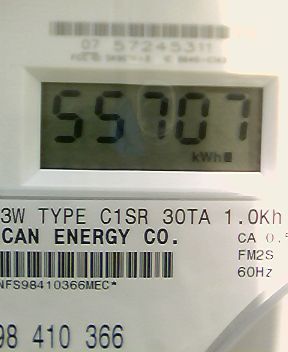 07 57245311
55707
kWh
3W TYPE C1SR 30TA 1.0Kh
CAN ENERGY CO.
CA 0.
FM2S
60Hz
NFS98410366MEC*
98 410 366